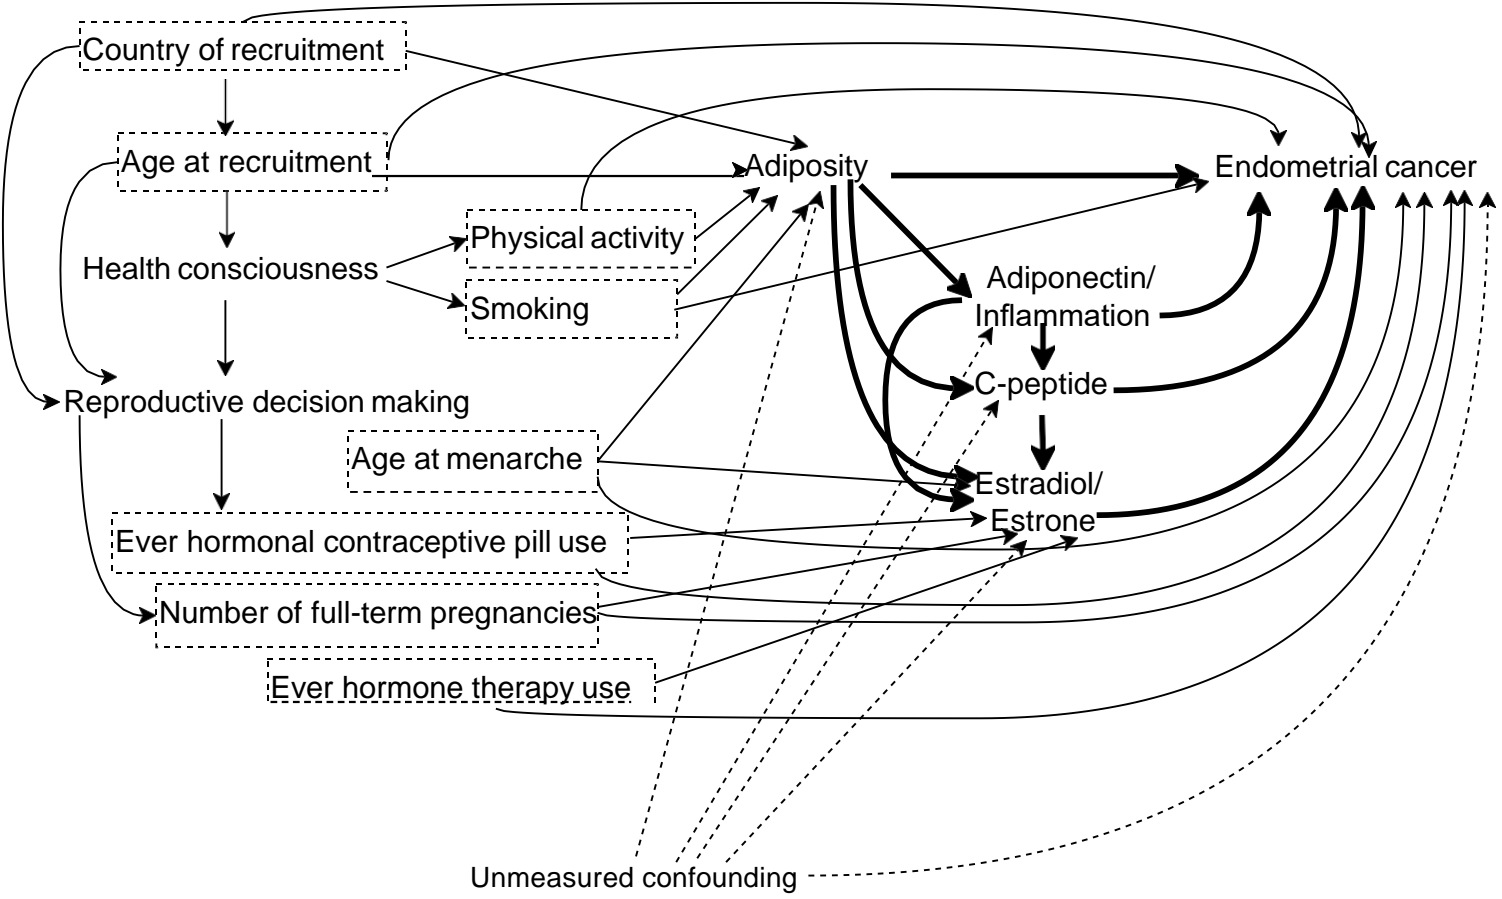 Country of recruitment
Age at recruitment
Adiposity
Endometrial cancer
Physical activity
Health consciousness
Smoking
Adiponectin/
Inflammation
C-peptide
Reproductive decision making
Age at menarche
Estradiol/
Estrone
Ever hormonal contraceptive pill use
Number of full-term pregnancies
Ever hormone therapy use
Unmeasured confounding